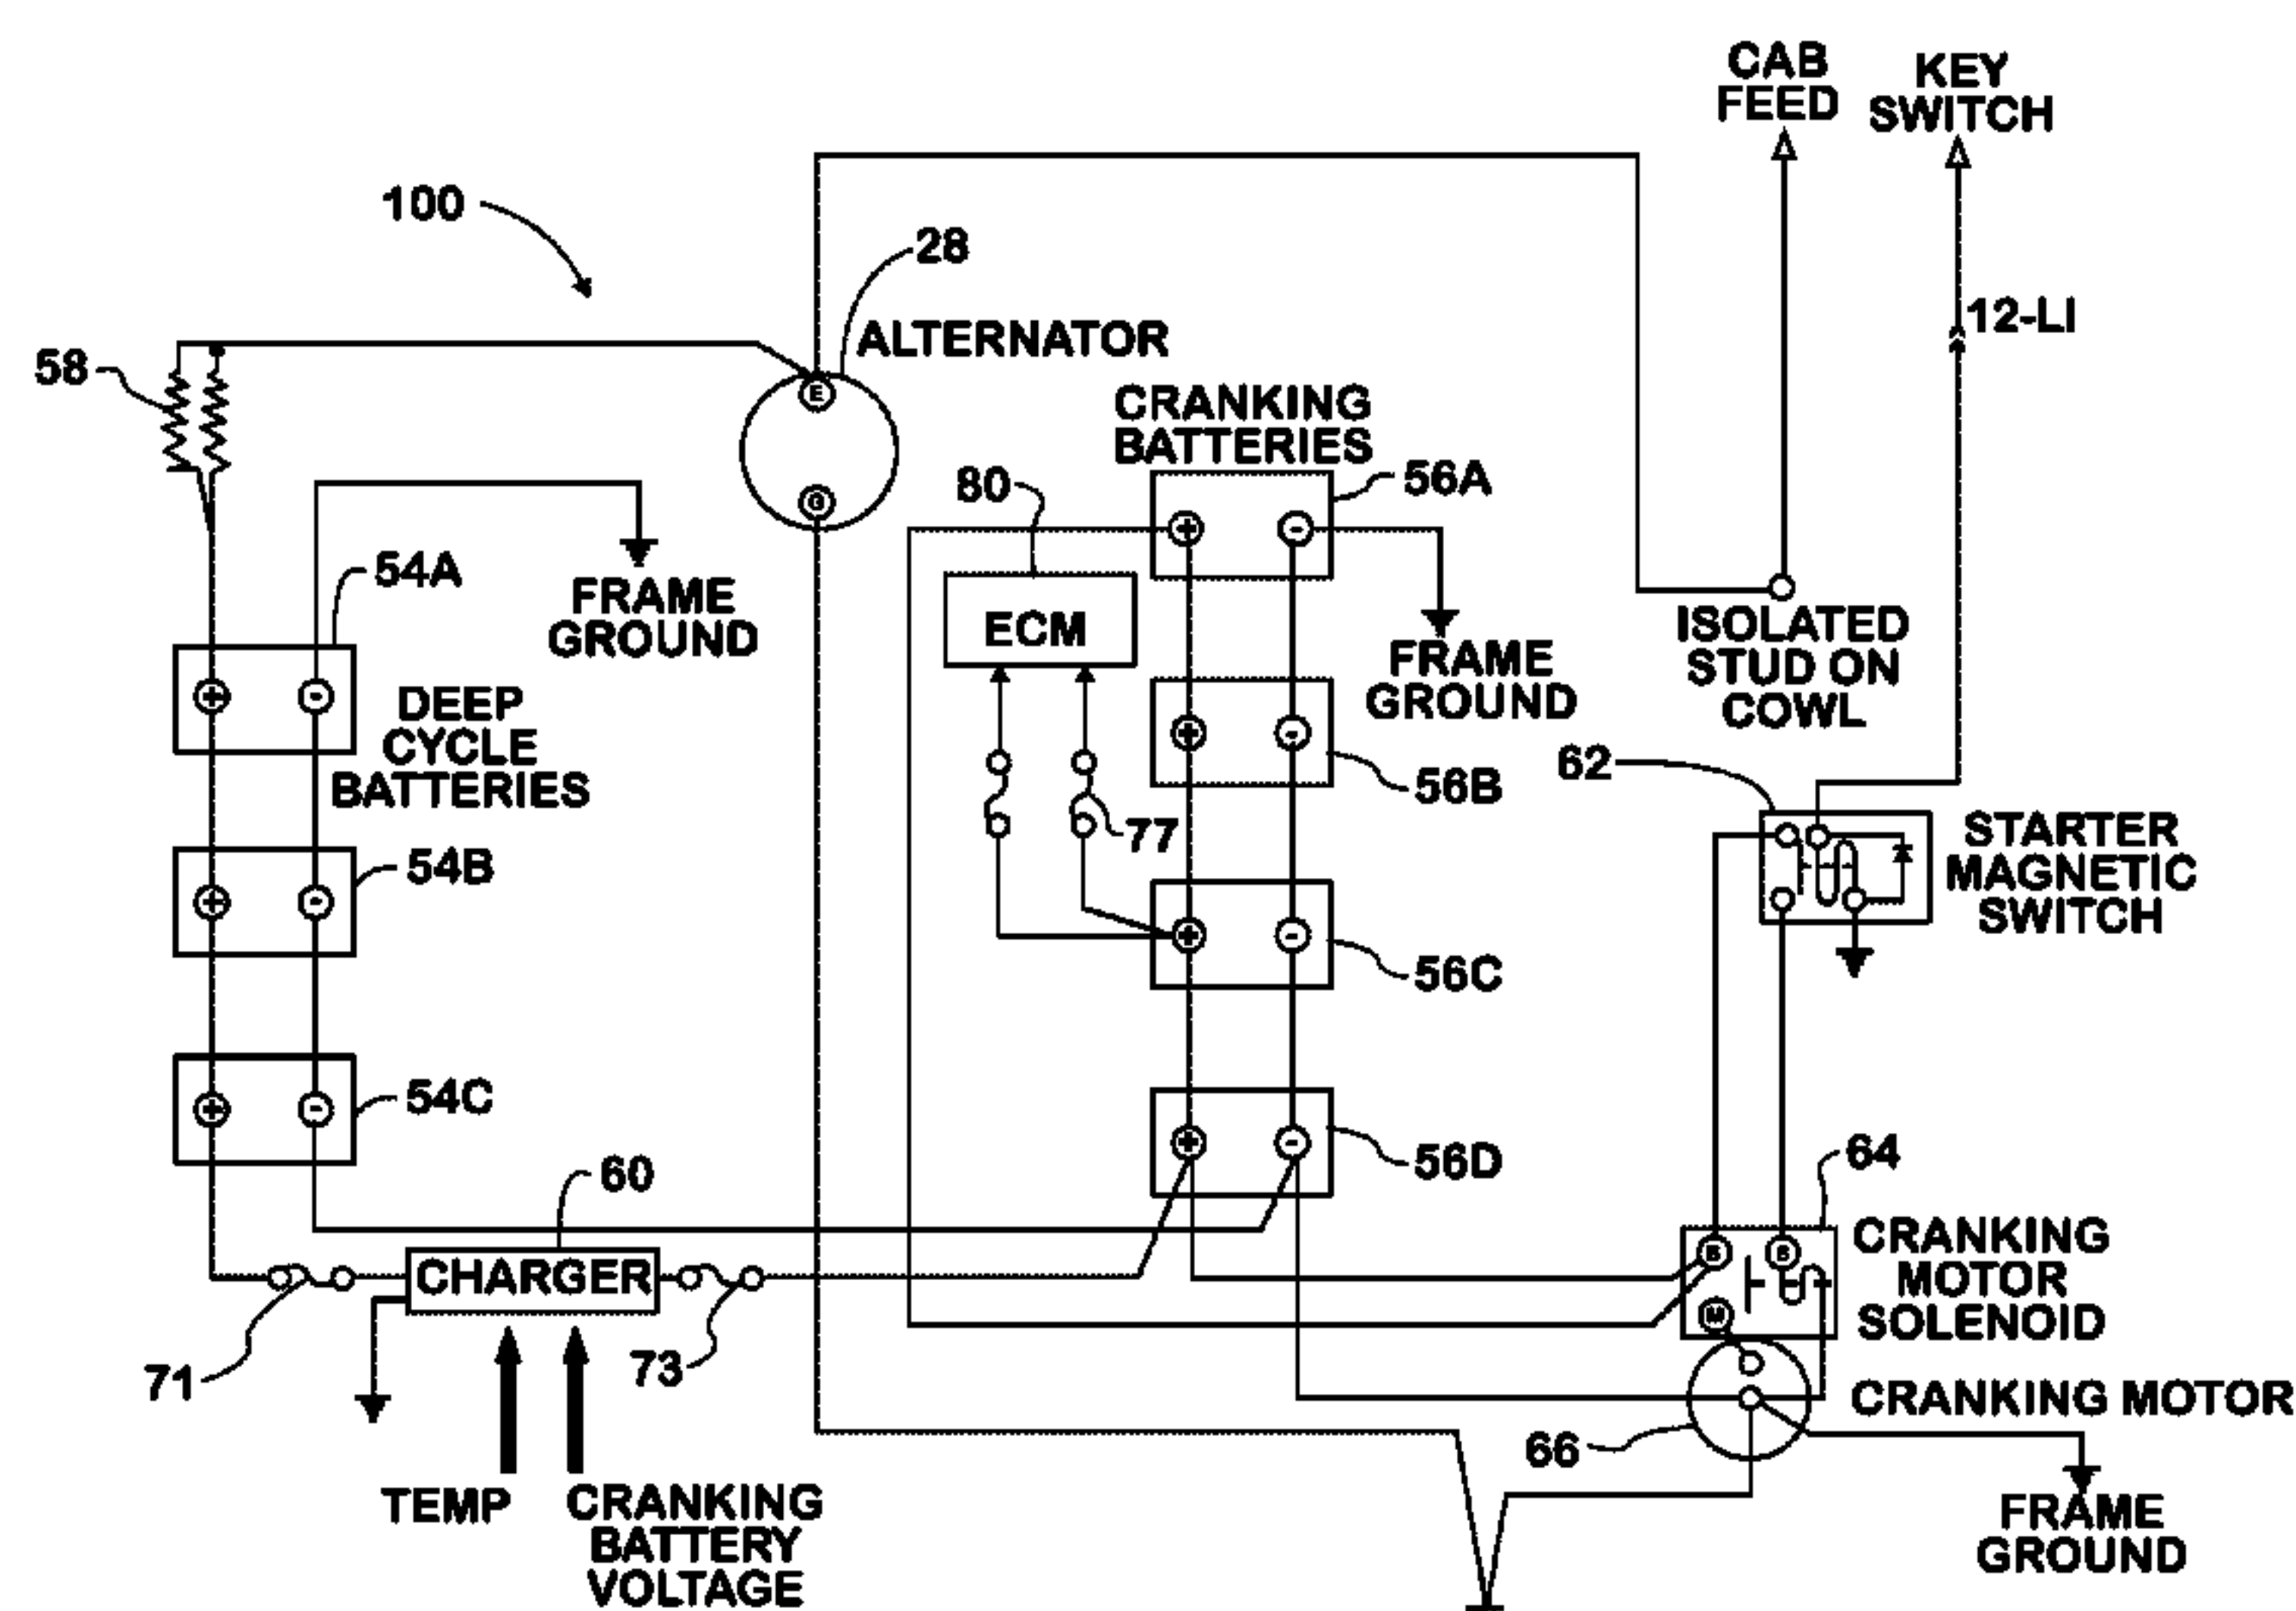 CAB
FEED
KEY
SWITCH
100
28
12-LI
ALTERNATOR
58
E
CRANKING
BATTERIES
80
56A
G
+ -
54A
FRAME
GROUND
ECM
ISOLATED
STUD ON
COWL
FRAME
GROUND
+ -
DEEP
CYCLE
BATTERIES
+ -
62
56B
77
STARTER
MAGNETIC
SWITCH
54B
+ -
+ -
56C
54C
+ -
+ -
56D
64
60
CRANKING
MOTOR
SOLENOID
B
CHARGER
M
71
73
CRANKING MOTOR
66
TEMP
CRANKING
BATTERY
VOLTAGE
FRAME
GROUND